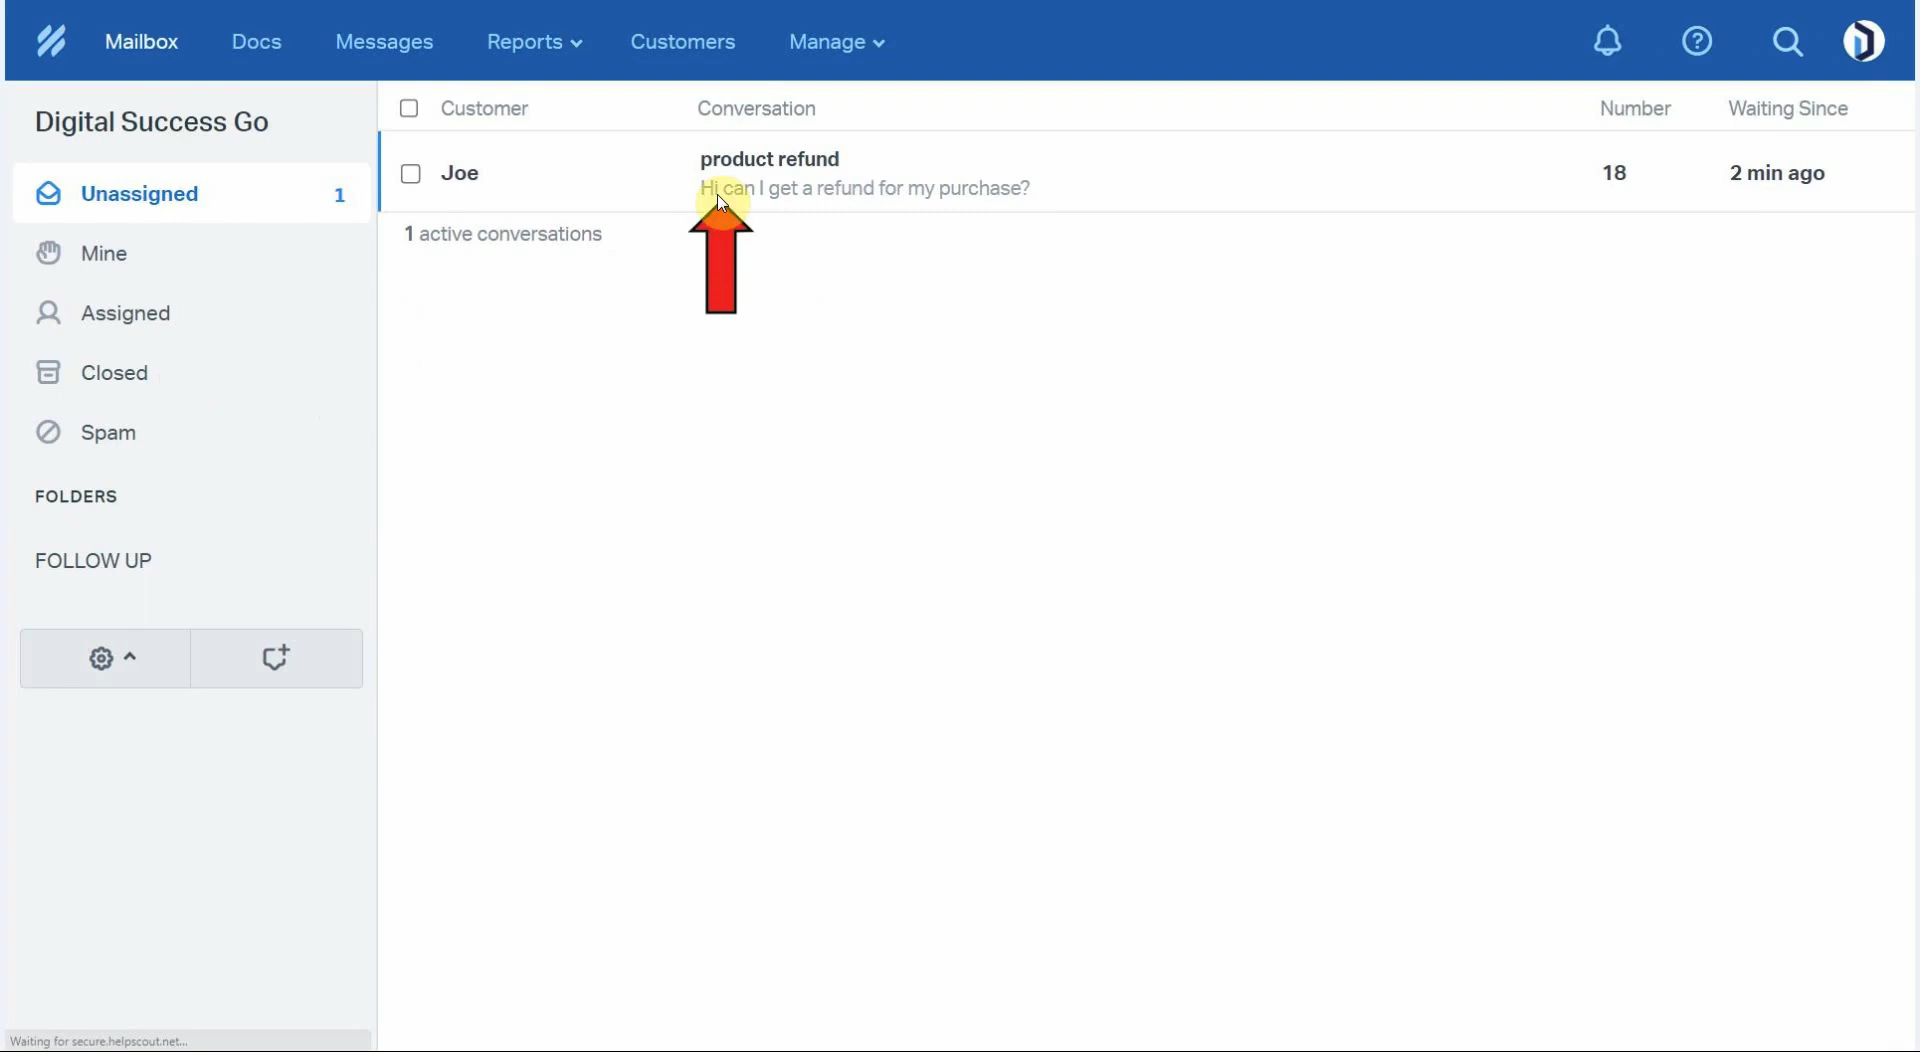 Mailbox Docs Messages Reports Customers Manage
Digital Success Go
Unassigned 1
Mine
Assigned
Closed
Spam
FOLDERS
FOLLOW UP
Customer Conversation Number Waiting Since
Joe product refund 18 2 min ago
Hi can I get a refund for my purchase?
1 active conversations
Waiting for secure.helpscout.net...